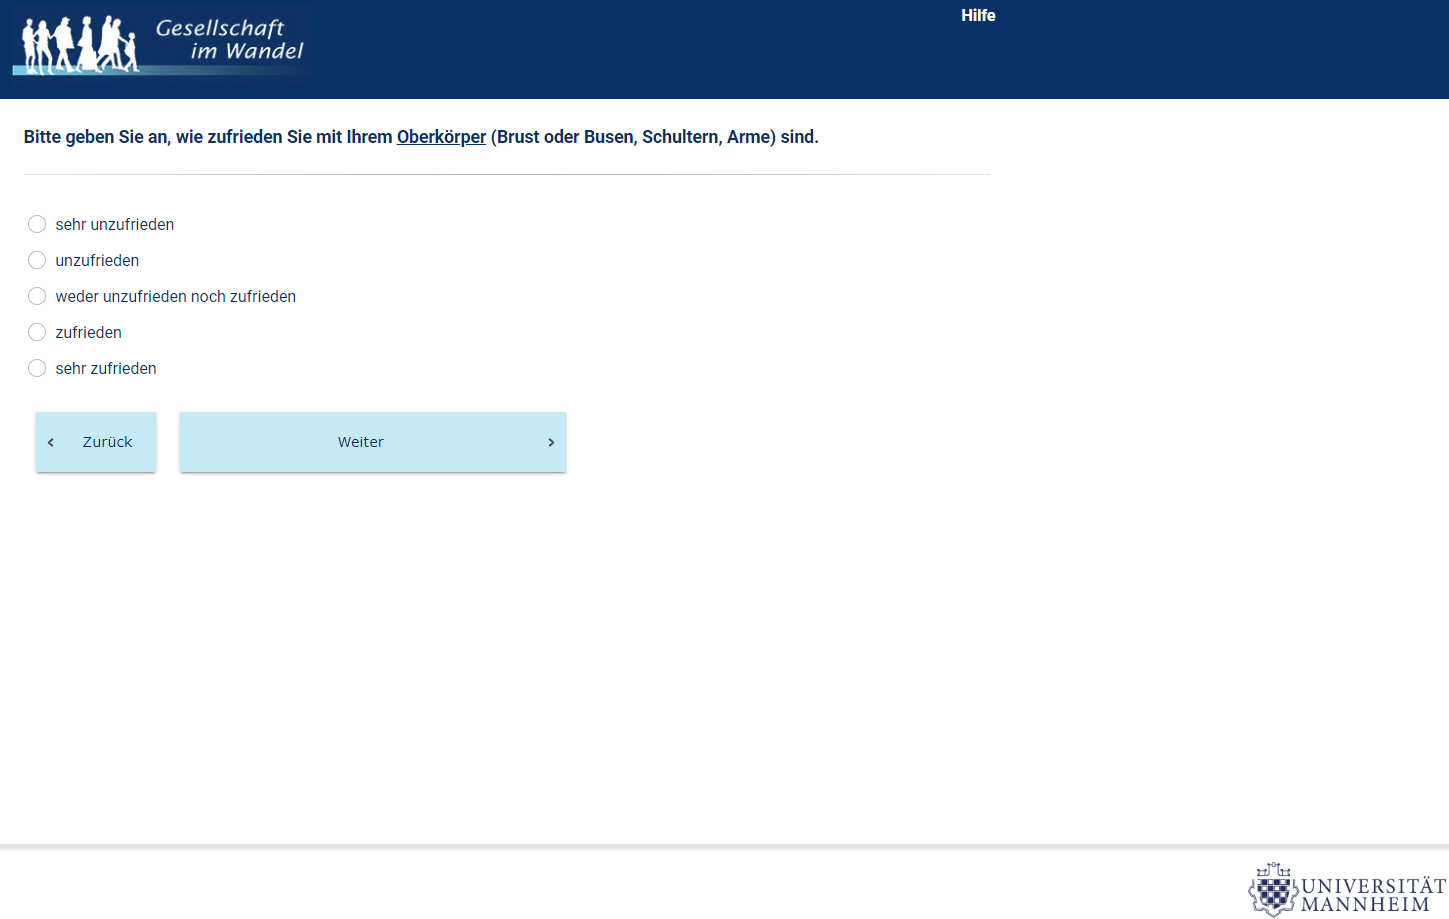 Gesellschaft
im Wandel
Hilfe
Bitte geben Sie an, wie zufrieden Sie mit Ihrem Oberkörper (Brust oder Busen, Schultern, Arme) sind.
sehr unzufrieden
unzufrieden
weder unzufrieden noch zufrieden
zufrieden
sehr zufrieden
Zurück
Weiter
UNIVERSITÄT
MANNHEIM